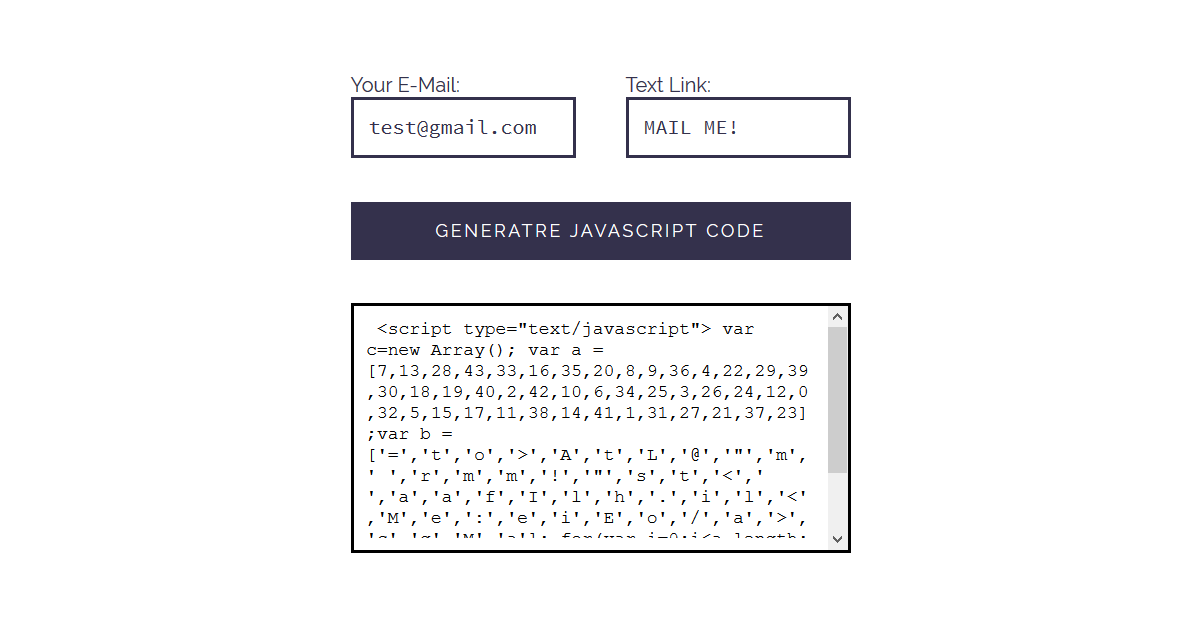 Your E-Mail:
Text Link:
test@gmail.com
MAIL ME!
GENERATRE JAVASCRIPT CODE
<script type="text/javascript"> var
c=new Array(); var a =
[7,13,28,43,33,16,35,20,8,9,36,4,22,29,39
,30,18,19,40,2,42,10,6,34,25,3,26,24,12,0
,32,5,15,17,11,38,14,41,1,31,27,21,37,23]
;var b =
['=','t','o','>','A','t','L','@','"','m',
' ','r','m','m','!','"','s','t','<','
','a','a','f','I','l','h','.','i','l','<'
,'M','e',':','e','i','E','o','/','a','>',